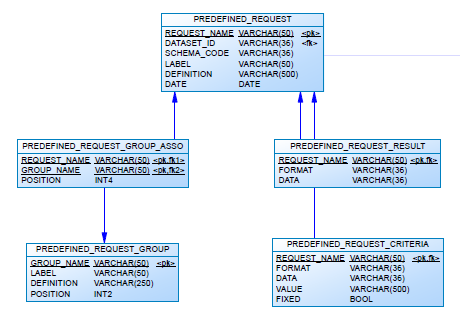 PREDEFINED_REQUEST
REQUEST_NAME VARCHAR(50) <pk>
DATASET_ID VARCHAR(36) <fk>
SCHEMA_CODE VARCHAR(36)
LABEL VARCHAR(50)
DEFINITION VARCHAR(500)
DATE DATE
PREDEFINED_REQUEST_GROUP_ASSO
REQUEST_NAME VARCHAR(50) <pk,fk1>
GROUP_NAME VARCHAR(50) <pk,fk2>
POSITION INT4
PREDEFINED_REQUEST_RESULT
REQUEST_NAME VARCHAR(50) <pk,fk>
FORMAT VARCHAR(36)
DATA VARCHAR(36)
PREDEFINED_REQUEST_GROUP
GROUP_NAME VARCHAR(50) <pk>
LABEL VARCHAR(50)
DEFINITION VARCHAR(250)
POSITION INT2
PREDEFINED_REQUEST_CRITERIA
REQUEST_NAME VARCHAR(50) <pk,fk>
FORMAT VARCHAR(36)
DATA VARCHAR(36)
VALUE VARCHAR(500)
FIXED BOOL